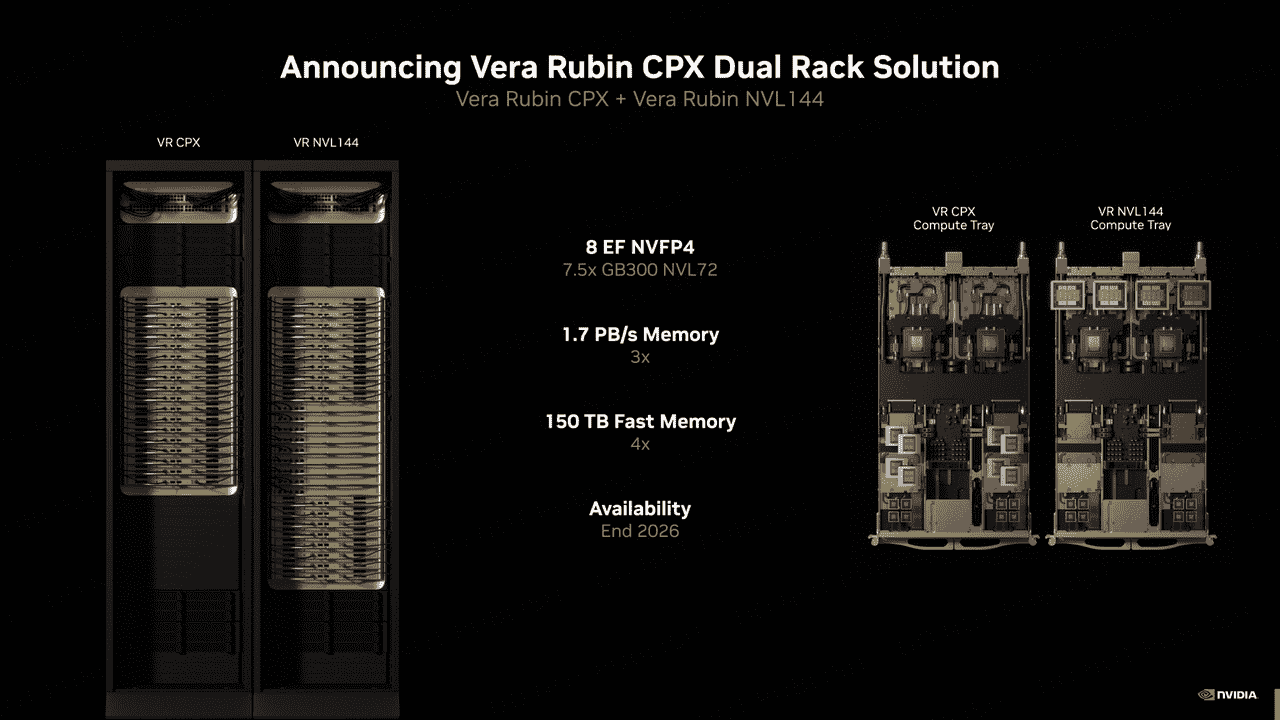 Announcing Vera Rubin CPX Dual Rack Solution
Vera Rubin CPX + Vera Rubin NVL144
VR CPX
VR NVL144
8 EF NVFP4
7.5x GB300 NVL72
1.7 PB/s Memory
3x
150 TB Fast Memory
4x
Availability
End 2026
VR CPX
Compute Tray
VR NVL144
Compute Tray
NVIDIA